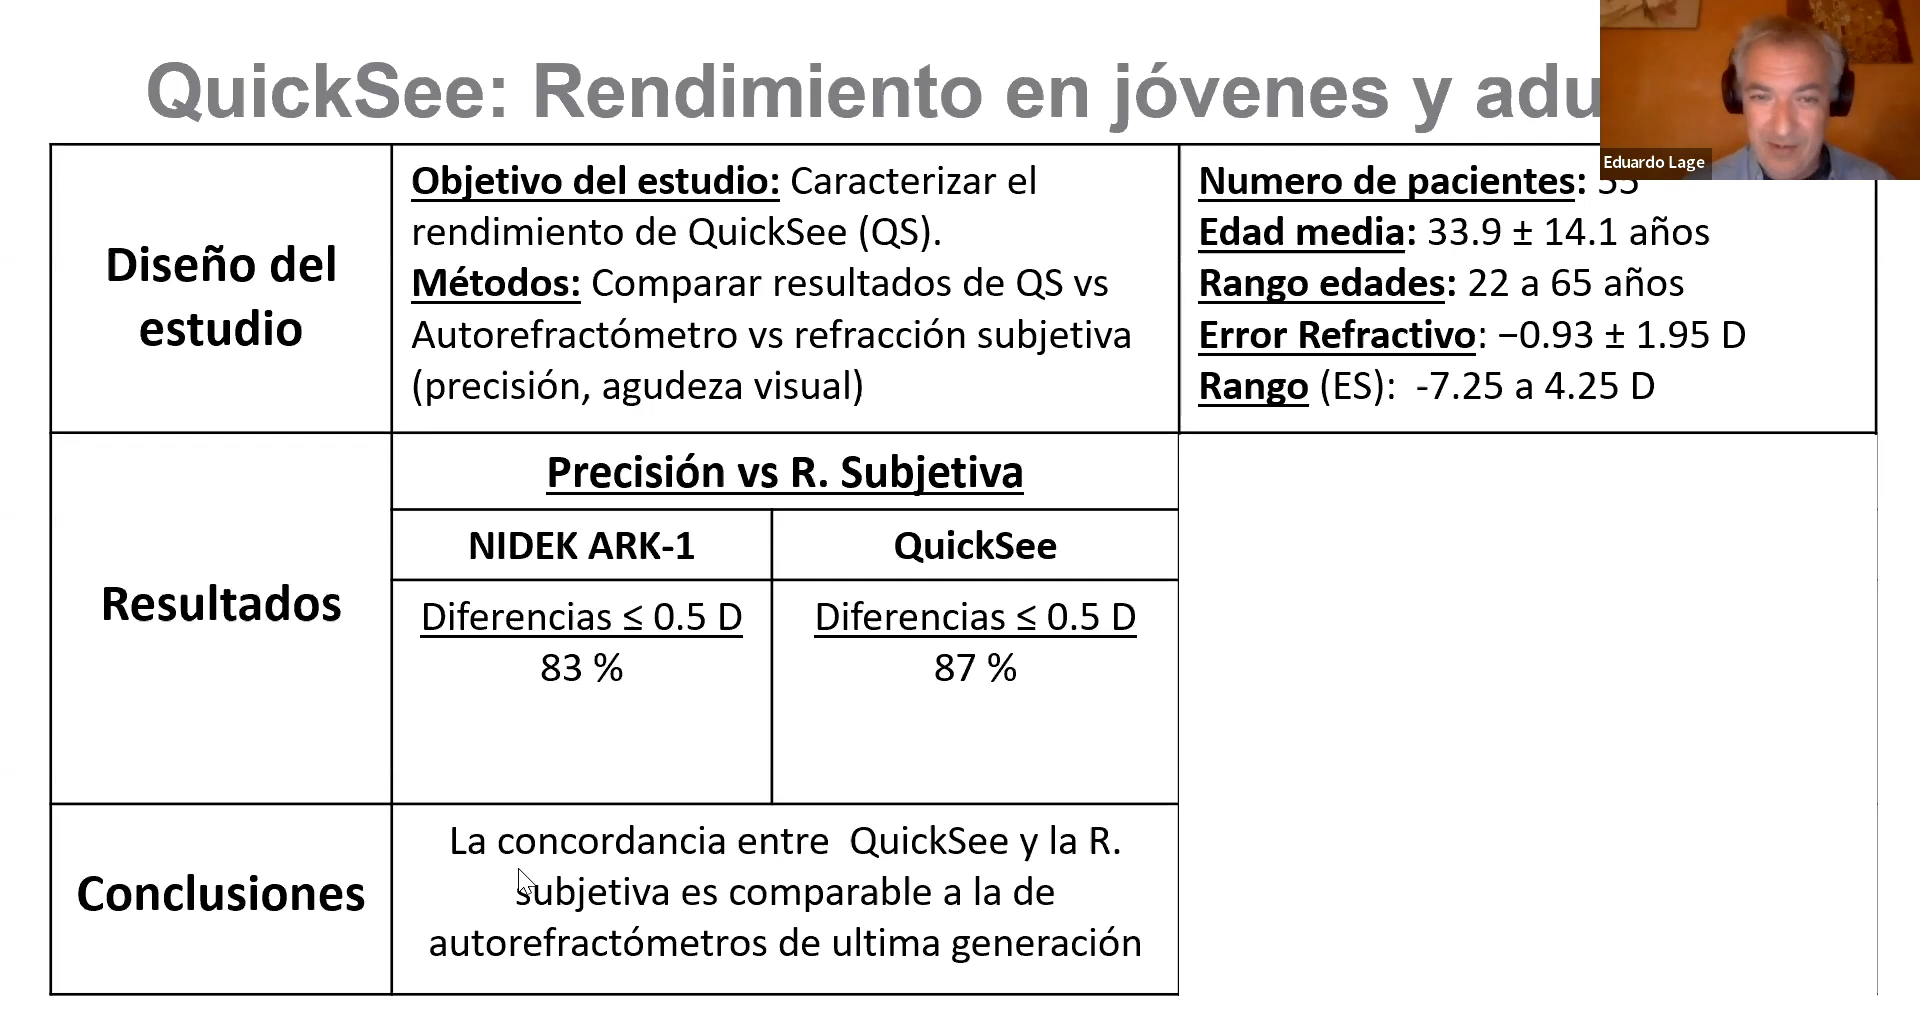 QuickSee: Rendimiento en jóvenes y adu
Eduardo Lage
Diseño del
estudio
Objetivo del estudio: Caracterizar el
rendimiento de QuickSee (QS).
Métodos: Comparar resultados de QS vs
Autorefractómetro vs refracción subjetiva
(precisión, agudeza visual)
Numero de pacientes:
Edad media: 33.9 ± 14.1 años
Rango edades: 22 a 65 años
Error Refractivo: −0.93 ± 1.95 D
Rango (ES): -7.25 a 4.25 D
Resultados
Precisión vs R. Subjetiva
NIDEK ARK-1
QuickSee
Diferencias ≤ 0.5 D
83 %
Diferencias ≤ 0.5 D
87 %
Conclusiones
La concordancia entre QuickSee y la R.
subjetiva es comparable a la de
autorefractómetros de ultima generación